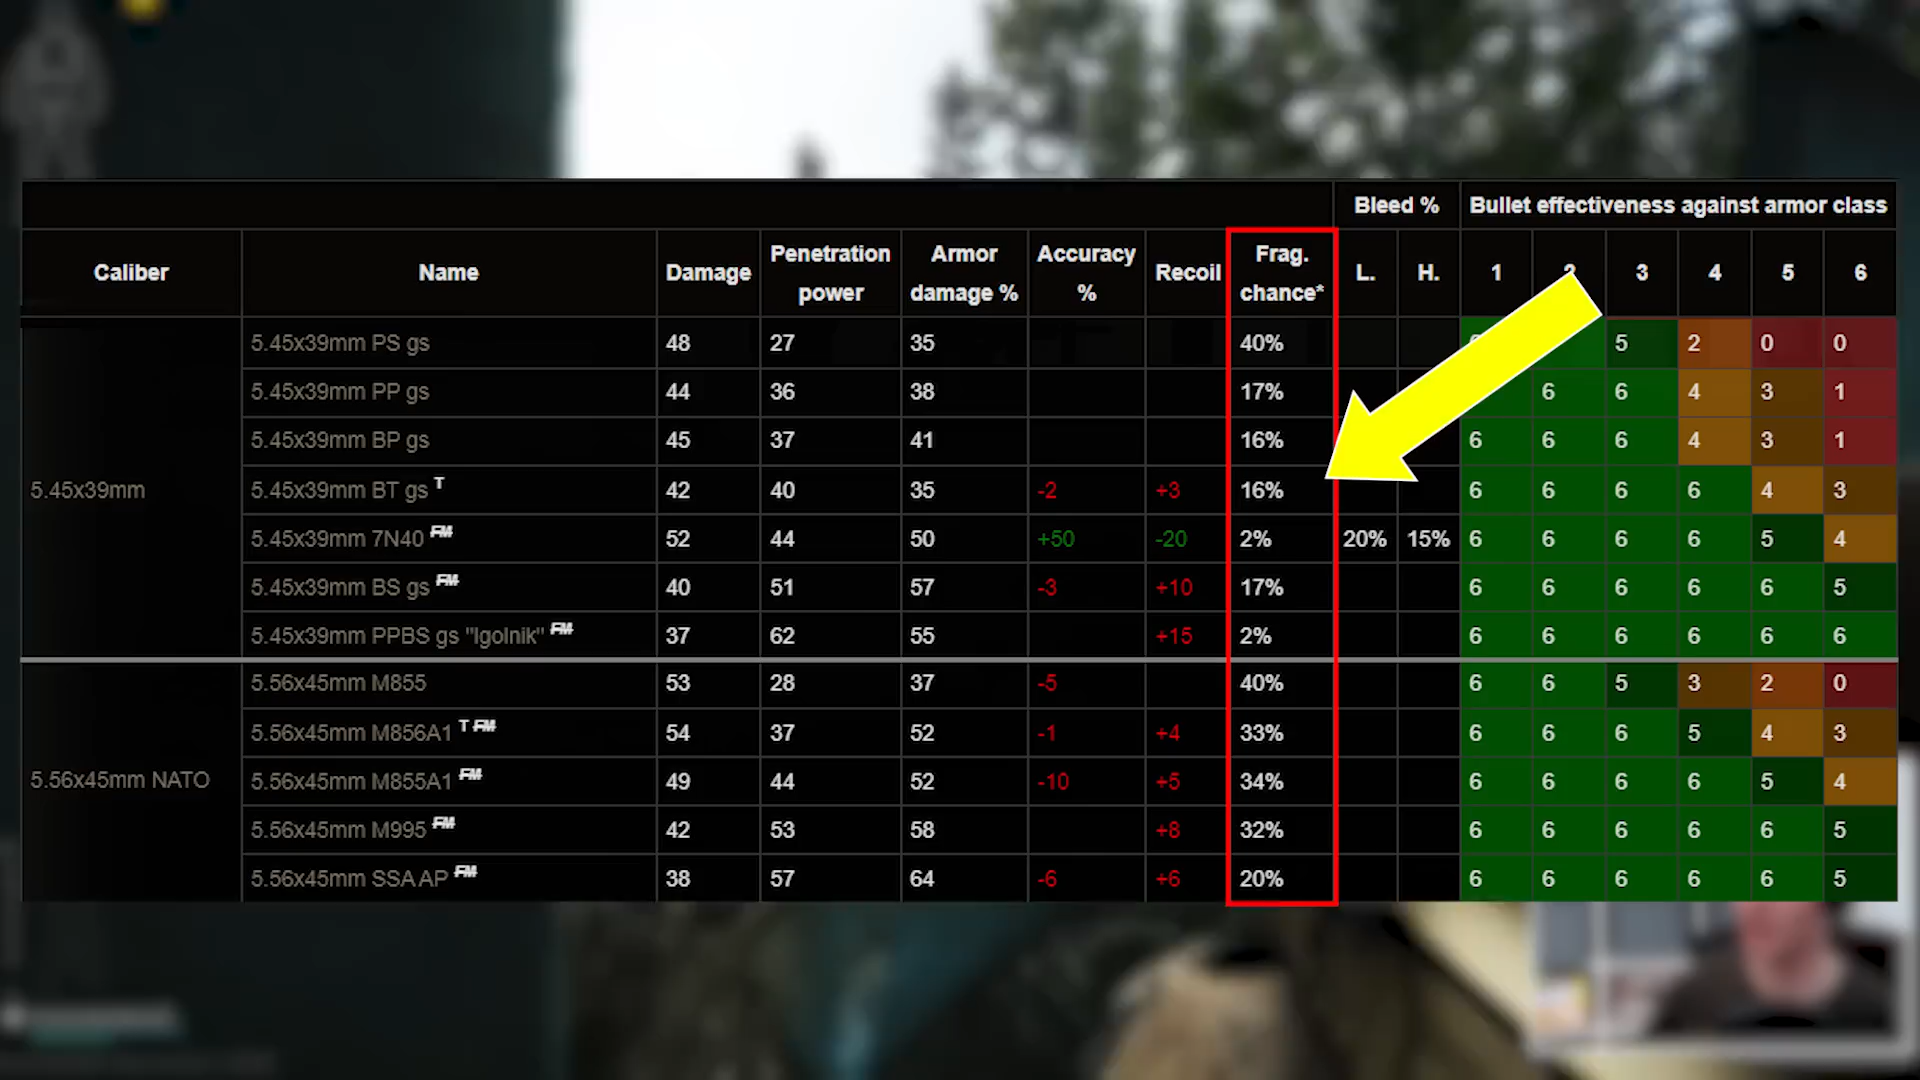 Bleed % Bullet effectiveness against armor class
Caliber Name Damage Penetration power Armor damage % Accuracy % Recoil Frag. chance* L. H. 1 2 3 4 5 6
5.45x39mm
5.45x39mm PS gs 48 27 35 40% 5 2 0 0
5.45x39mm PP gs 44 36 38 17% 6 6 4 3 1
5.45x39mm BP gs 45 37 41 16% 6 6 6 4 3 1
5.45x39mm BT gs T 42 40 35 -2 +3 16% 6 6 6 6 4 3
5.45x39mm 7N40 FM 52 44 50 +50 -20 2% 20% 15% 6 6 6 6 5 4
5.45x39mm BS gs FM 40 51 57 -3 +10 17% 6 6 6 6 6 5
5.45x39mm PPBS gs "Igolnik" FM 37 62 55 +15 2% 6 6 6 6 6 6
5.56x45mm NATO
5.56x45mm M855 53 28 37 -5 40% 6 6 5 3 2 0
5.56x45mm M856A1 T FM 54 37 52 -1 +4 33% 6 6 6 5 4 3
5.56x45mm M855A1 FM 49 44 52 -10 +5 34% 6 6 6 6 5 4
5.56x45mm M995 FM 42 53 58 +8 32% 6 6 6 6 6 5
5.56x45mm SSA AP FM 38 57 64 -6 +6 20% 6 6 6 6 6 5